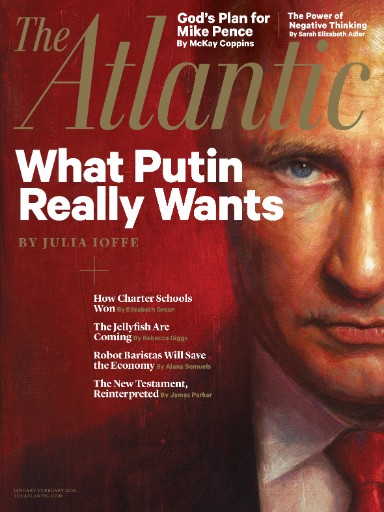 The
Atlantic
God's Plan for
Mike Pence
By McKay Coppins
The Power of
Negative Thinking
By Sarah Elizabeth Adler
What Putin
Really Wants
BY JULIA IOFFE
How Charter Schools
Won By Elizabeth Green
The Jellyfish Are
Coming By Rebecca Giggs
Robot Baristas Will Save
the Economy By Alana Semuels
The New Testament,
Reinterpreted By James Parker
JANUARY/FEBRUARY 2018
THEATLANTIC.COM